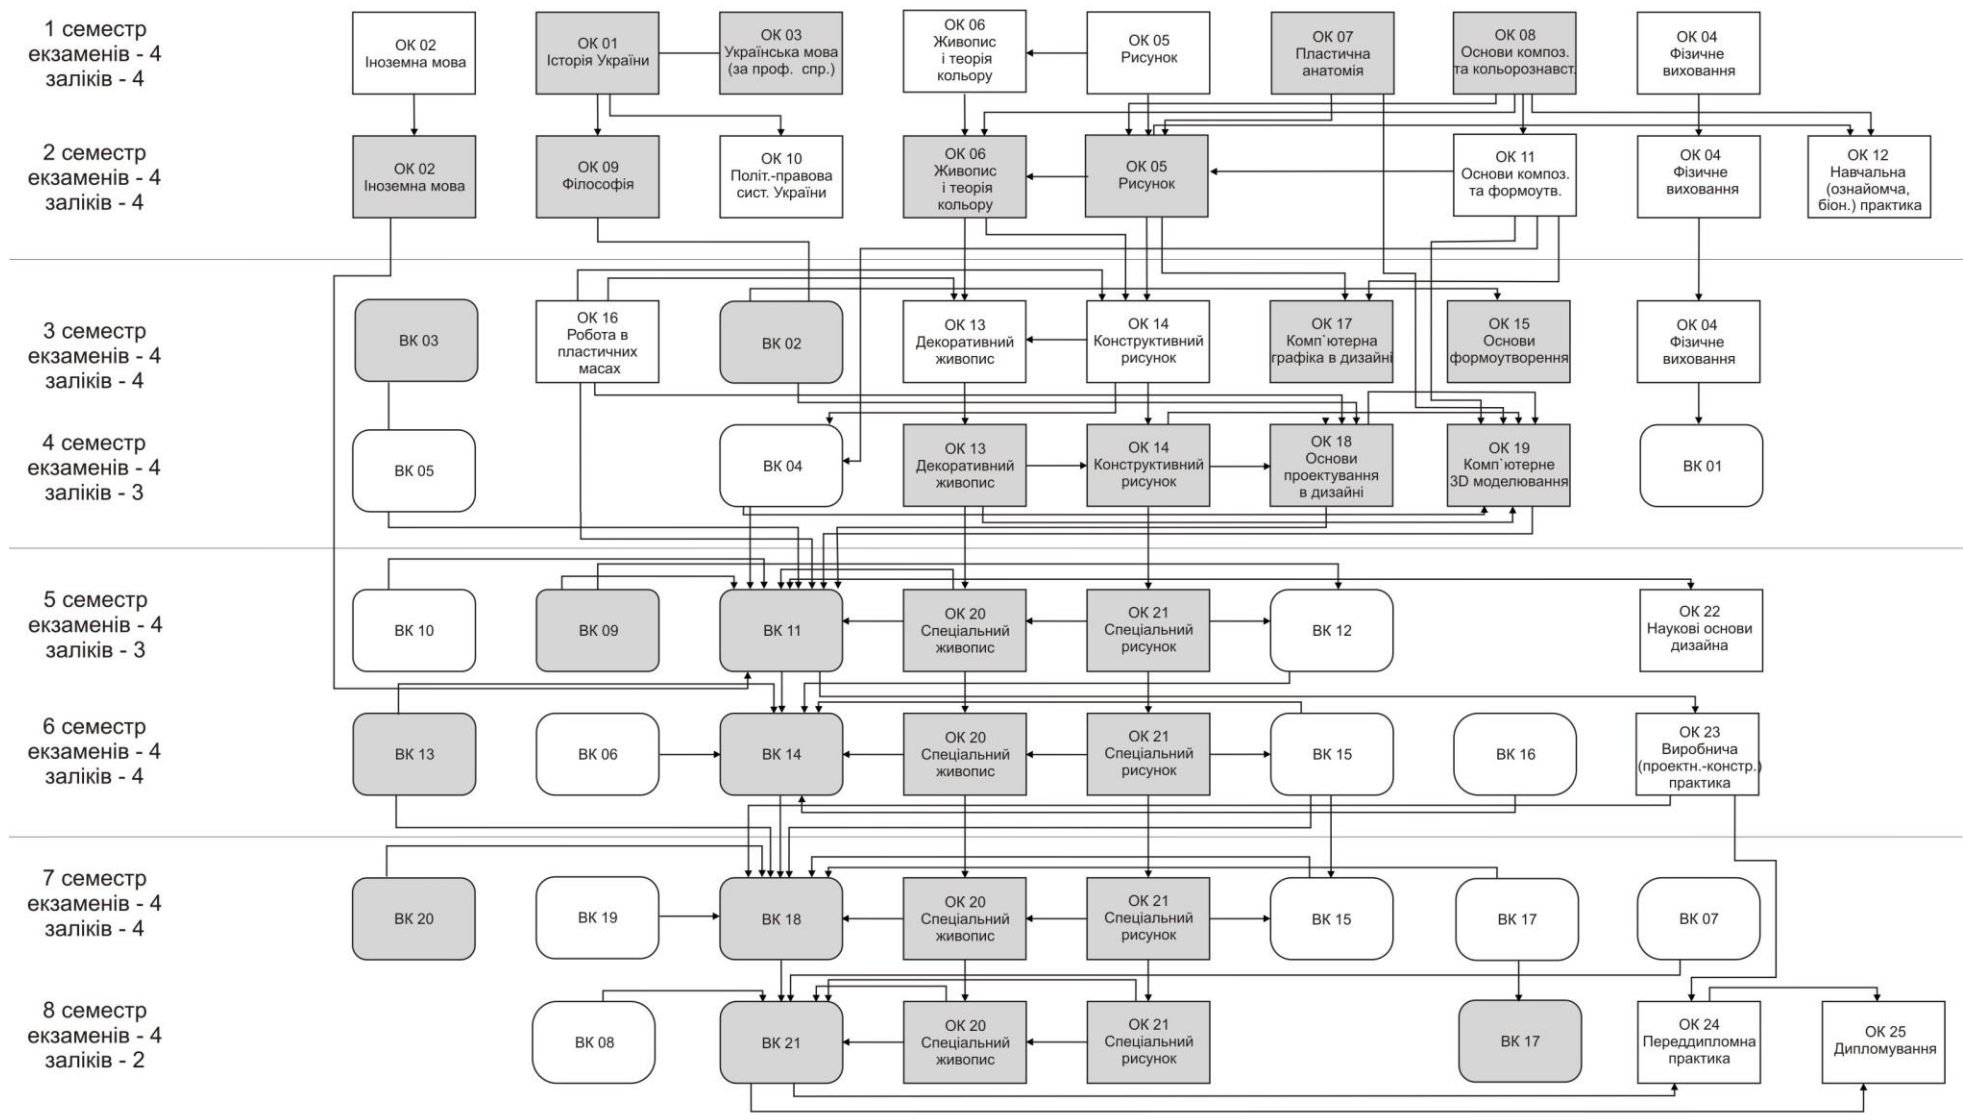 1 семестр
екзаменів - 4
заліків - 4
ОК 02
Іноземна мова
ОК 01
Історія України
ОК 03
Українська мова
(за проф. спр.)
ОК 06
Живопис
і теорія
кольору
ОК 05
Рисунок
ОК 07
Пластична
анатомія
ОК 08
Основи композ.
та кольорознавст.
ОК 04
Фізичне
виховання
2 семестр
екзаменів - 4
заліків - 4
ОК 02
Іноземна мова
ОК 09
Філософія
ОК 10
Політ.-правова
сист. України
ОК 06
Живопис
і теорія
кольору
ОК 05
Рисунок
ОК 11
Основи композ.
та формоутв.
ОК 04
Фізичне
виховання
ОК 12
Навчальна
(ознайомча,
біон.) практика
3 семестр
екзаменів - 4
заліків - 4
ВК 03
ОК 16
Робота в
пластичних
масах
ВК 02
ОК 13
Декоративний
живопис
ОК 14
Конструктивний
рисунок
ОК 17
Комп`ютерна
графіка в дизайні
ОК 15
Основи
формоутворення
ОК 04
Фізичне
виховання
4 семестр
екзаменів - 4
заліків - 3
ВК 05
ВК 04
ОК 13
Декоративний
живопис
ОК 14
Конструктивний
рисунок
ОК 18
Основи
проектування
в дизайні
ОК 19
Комп`ютерне
3D моделювання
ВК 01
5 семестр
екзаменів - 4
заліків - 3
ВК 10
ВК 09
ВК 11
ОК 20
Спеціальний
живопис
ОК 21
Спеціальний
рисунок
ВК 12
ОК 22
Наукові основи
дизайна
6 семестр
екзаменів - 4
заліків - 4
ВК 13
ВК 06
ВК 14
ОК 20
Спеціальний
живопис
ОК 21
Спеціальний
рисунок
ВК 15
ВК 16
ОК 23
Виробнича
(проектн.-констр.)
практика
7 семестр
екзаменів - 4
заліків - 4
ВК 20
ВК 19
ВК 18
ОК 20
Спеціальний
живопис
ОК 21
Спеціальний
рисунок
ВК 15
ВК 17
ВК 07
8 семестр
екзаменів - 4
заліків - 2
ВК 08
ВК 21
ОК 20
Спеціальний
живопис
ОК 21
Спеціальний
рисунок
ВК 17
ОК 24
Переддипломна
практика
ОК 25
Дипломування